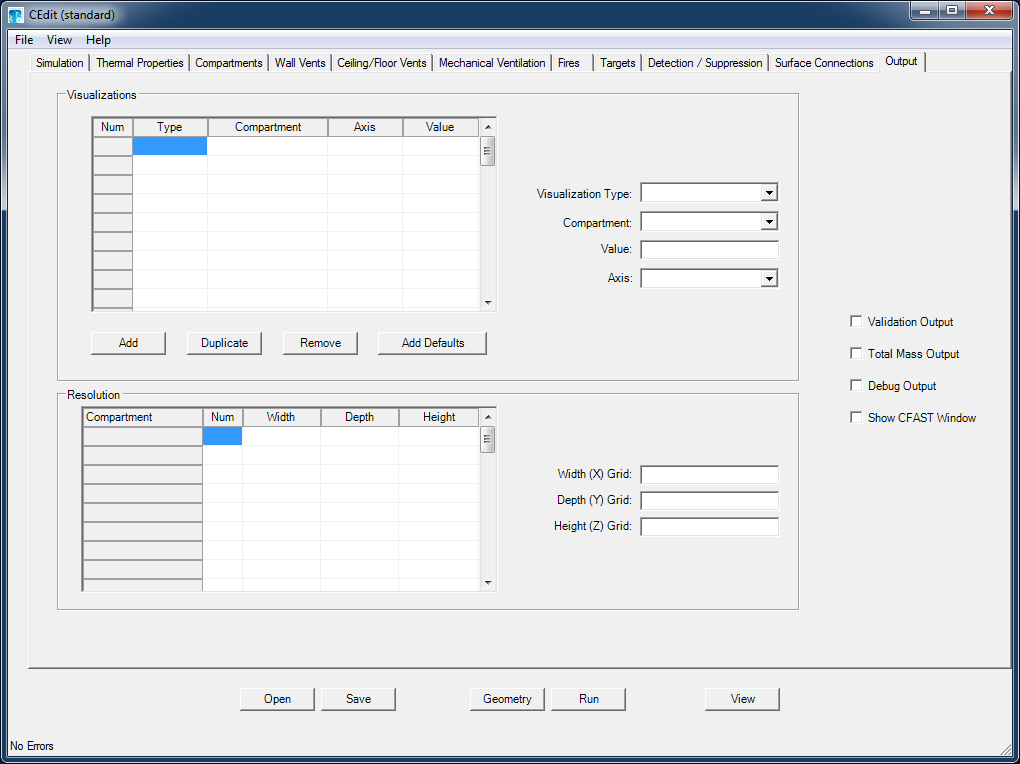 CEdit (standard)
File View Help
Simulation Thermal Properties Compartments Wall Vents Ceiling/Floor Vents Mechanical Ventilation Fires Targets Detection / Suppression Surface Connections Output
Visualizations
Num Type Compartment Axis Value
Visualization Type:
Compartment:
Value:
Axis:
Add Duplicate Remove Add Defaults
Validation Output
Total Mass Output
Debug Output
Show CFAST Window
Resolution
Compartment Num Width Depth Height
Width (X) Grid:
Depth (Y) Grid:
Height (Z) Grid:
Open Save Geometry Run View
No Errors